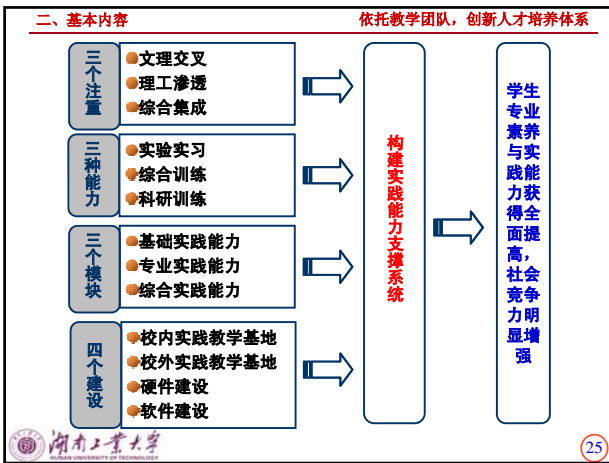 二、基本内容
依托教学团队，创新人才培养体系
三个注重
文理交叉
理工渗透
综合集成
三种能力
实验实习
综合训练
科研训练
三个模块
基础实践能力
专业实践能力
综合实践能力
四个建设
校内实践教学基地
校外实践教学基地
硬件建设
软件建设
构建实践能力支撑系统
学生
专业
素养
与实
践能
力获
得全
面提
高，
社会
竞争
力明
显增
强
湖南工业大学
HUNAN UNIVERSITY OF TECHNOLOGY
25